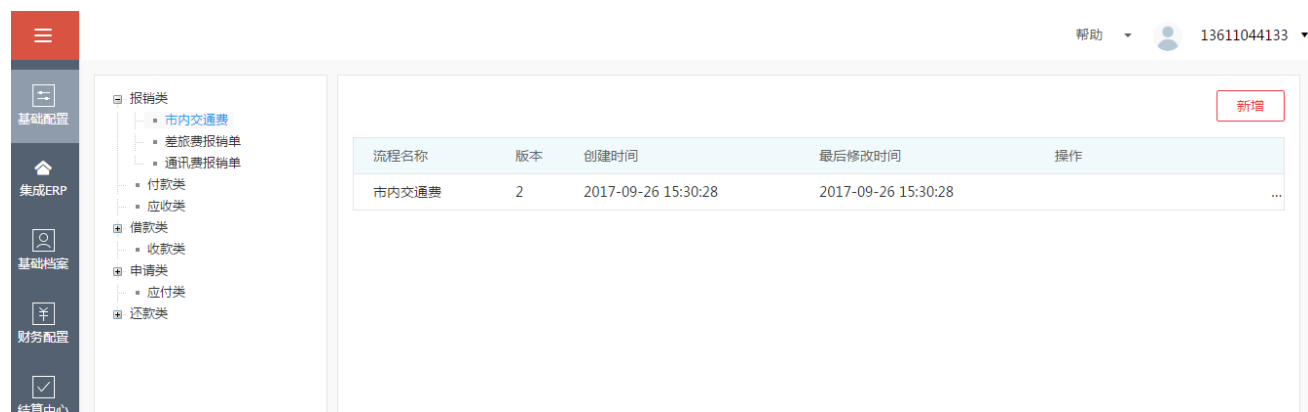 帮助
13611044133
基础配置
集成ERP
基础档案
财务配置
结算中心
报销类
市内交通费
差旅费报销单
通讯费报销单
付款类
应收类
借款类
收款类
申请类
应付类
还款类
新增
流程名称 版本 创建时间 最后修改时间 操作
市内交通费 2 2017-09-26 15:30:28 2017-09-26 15:30:28 ...